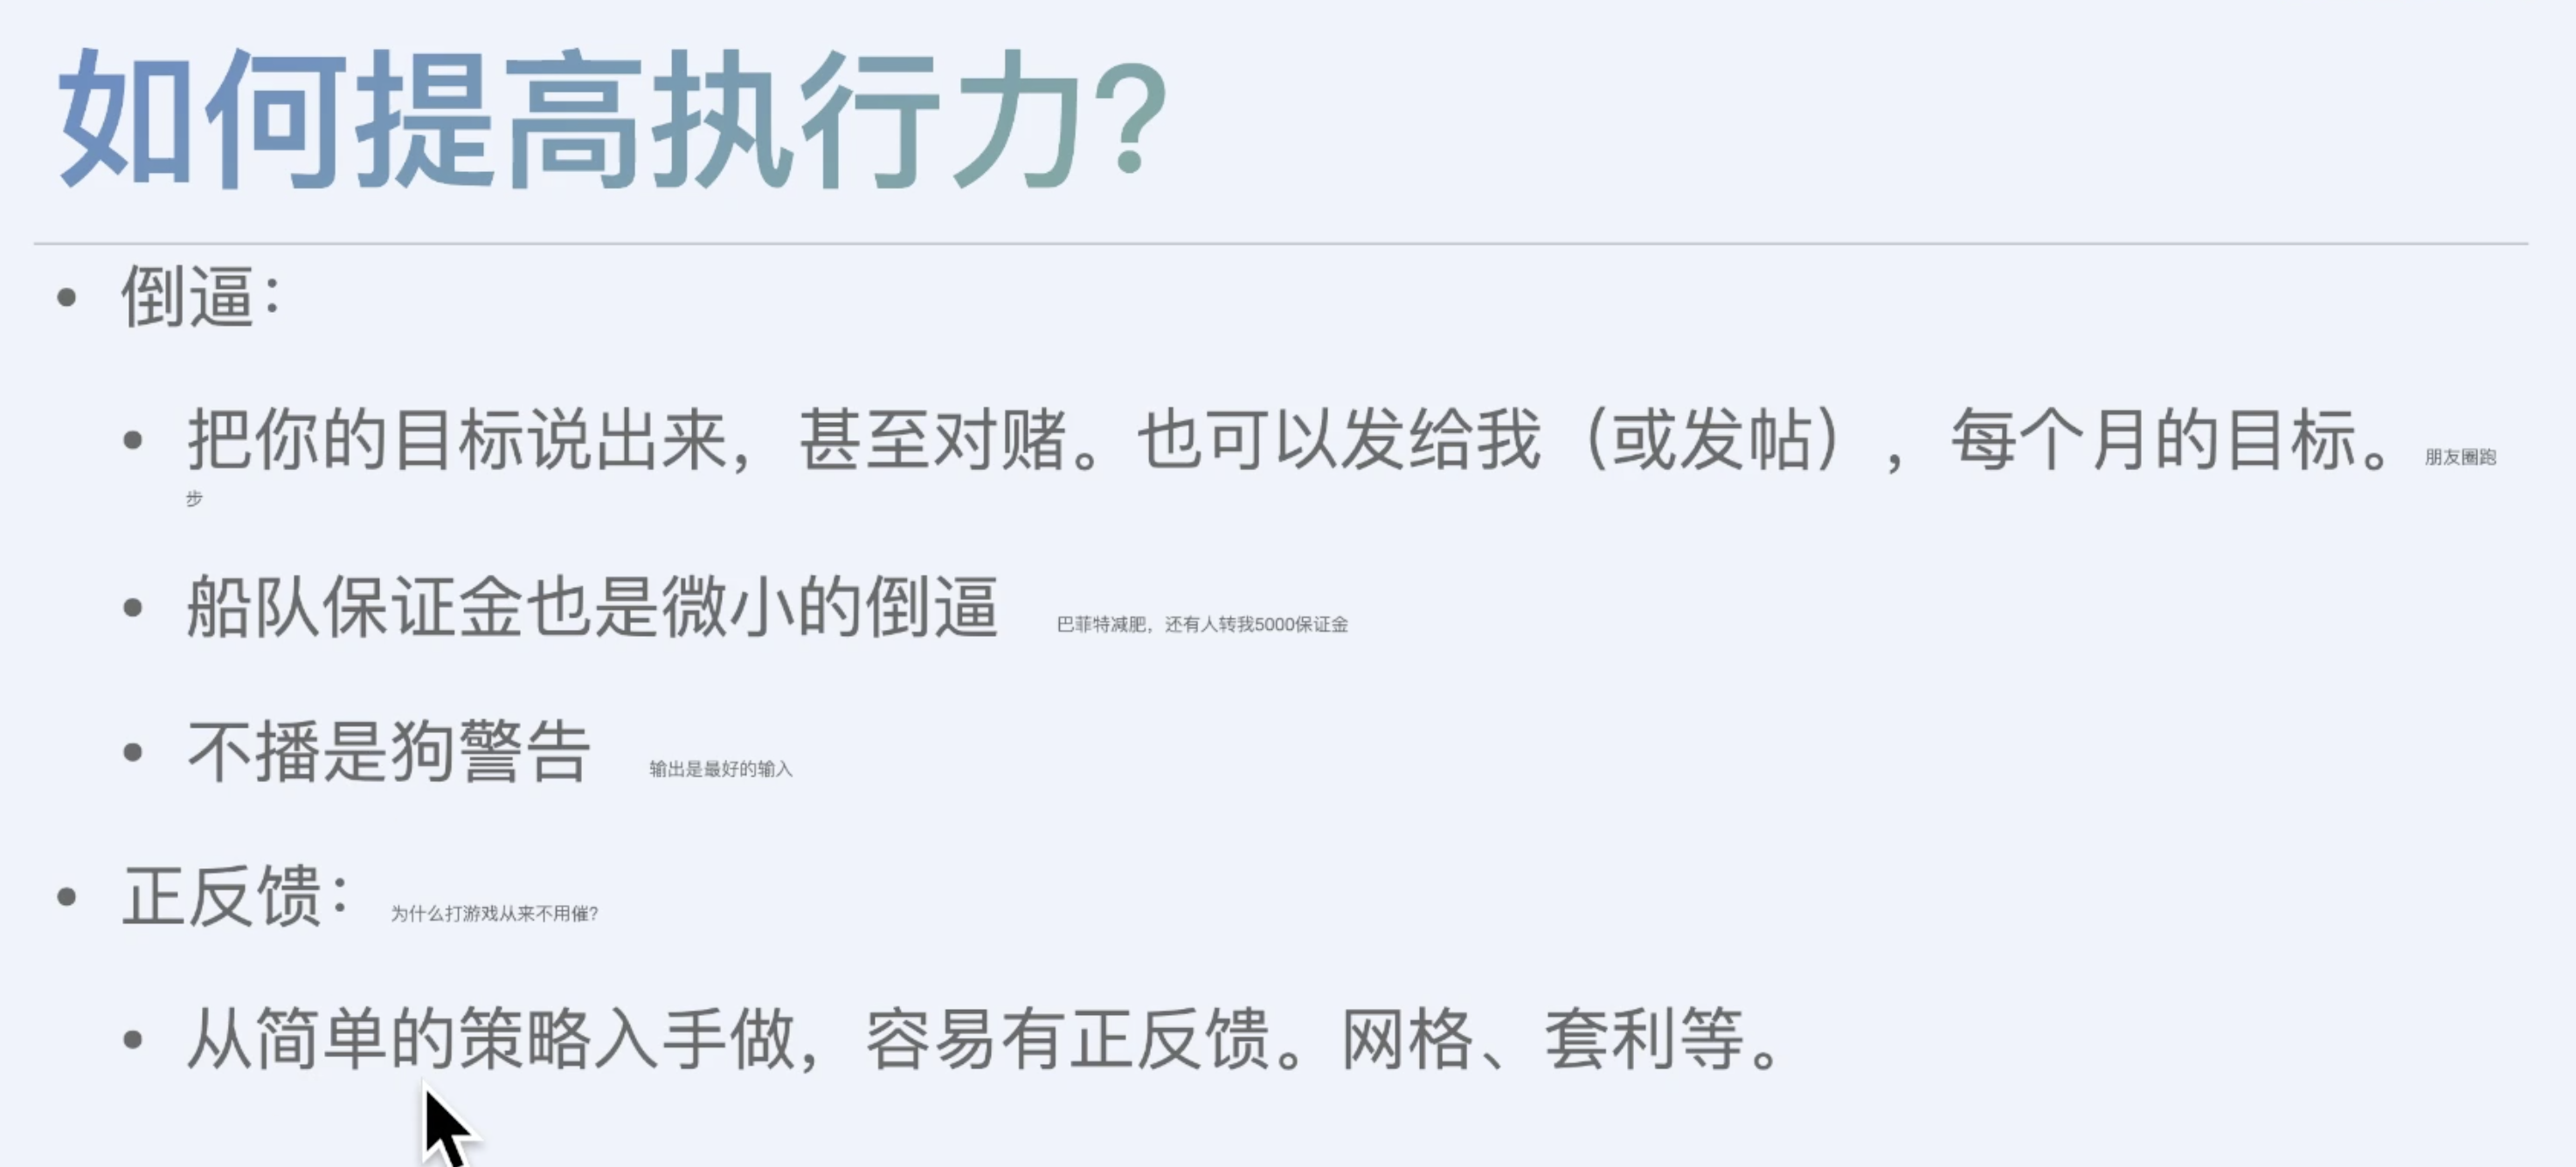 如何提高执行力?
• 倒逼：
• 把你的目标说出来，甚至对赌。也可以发给我（或发帖），每个月的目标。 朋友圈跑
步
• 船队保证金也是微小的倒逼 巴菲特减肥，还有人转我5000保证金
• 不播是狗警告 输出是最好的输入
• 正反馈： 为什么打游戏从来不用催?
• 从简单的策略入手做，容易有正反馈。网格、套利等。